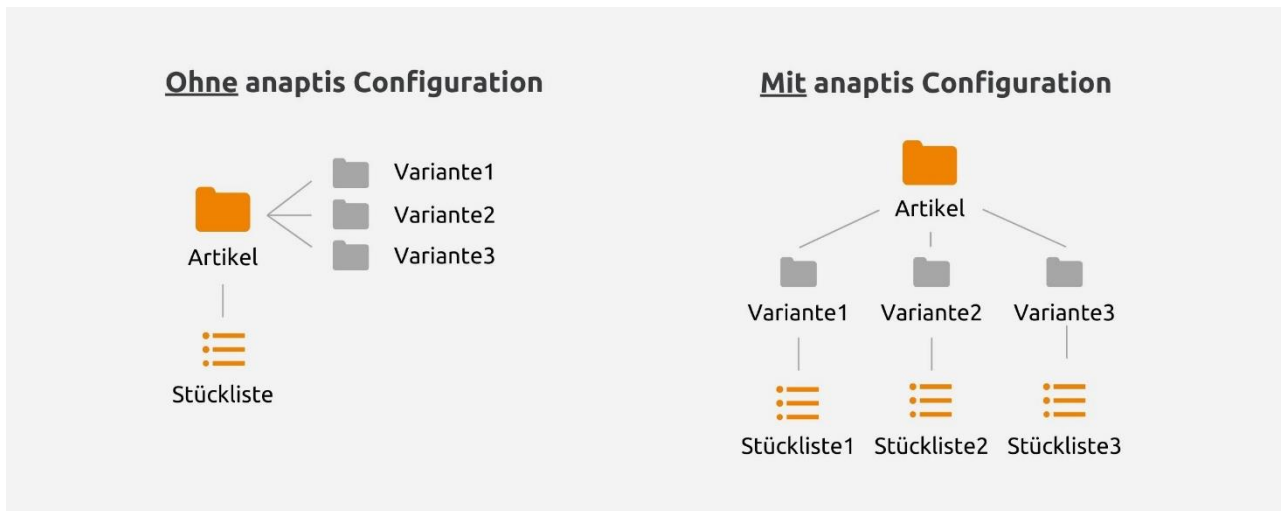 Ohne anaptis Configuration
Variante1
Variante2
Variante3
Artikel
Stückliste
Mit anaptis Configuration
Artikel
Variante1 Variante2 Variante3
Stückliste1 Stückliste2 Stückliste3